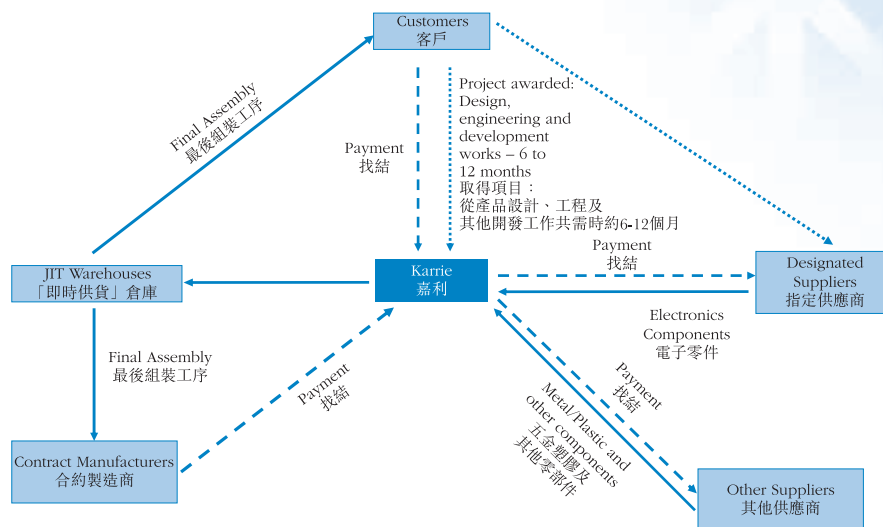 Customers
客戶
Final Assembly
最後組裝工序
Payment
找結
Project awarded:
Design,
engineering and
development
works – 6 to
12 months
取得項目：
從產品設計、工程及
其他開發工作共需時約6-12個月
JIT Warehouses
「即時供貨」倉庫
Karrie
嘉利
Payment
找結
Designated
Suppliers
指定供應商
Electronics
Components
電子零件
Final Assembly
最後組裝工序
Payment
找結
Payment
找結
Metal/Plastic and
other components
五金塑膠及
其他零部件
Contract Manufacturers
合約製造商
Other Suppliers
其他供應商